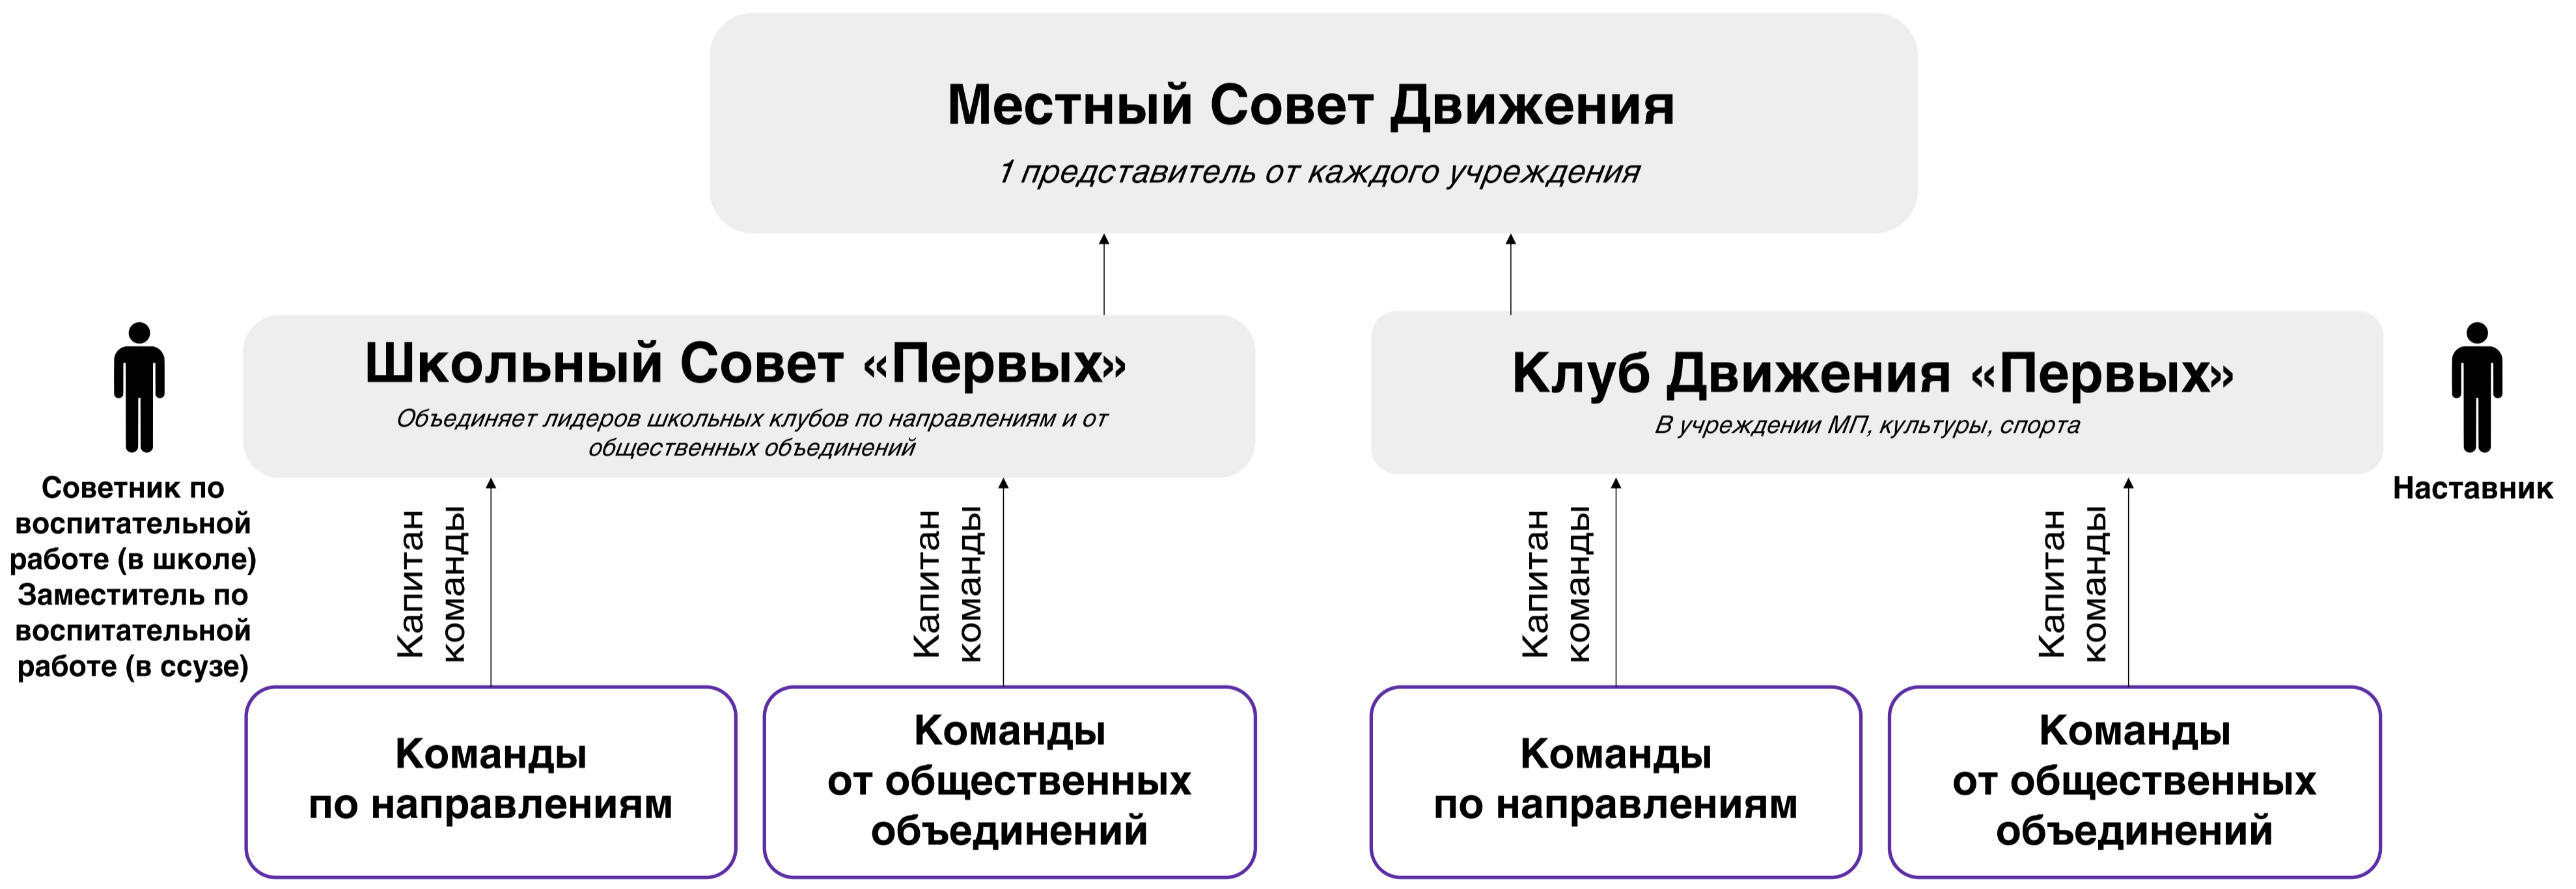 Местный Совет Движения
1 представитель от каждого учреждения
Школьный Совет «Первых»
Объединяет лидеров школьных клубов по направлениям и от
общественных объединений
Клуб Движения «Первых»
В учреждении МП, культуры, спорта
Советник по
воспитательной
работе (в школе)
Заместитель по
воспитательной
работе (в ссузе)
Наставник
Капитан
команды
Капитан
команды
Капитан
команды
Капитан
команды
Команды
по направлениям
Команды
от общественных
объединений
Команды
по направлениям
Команды
от общественных
объединений